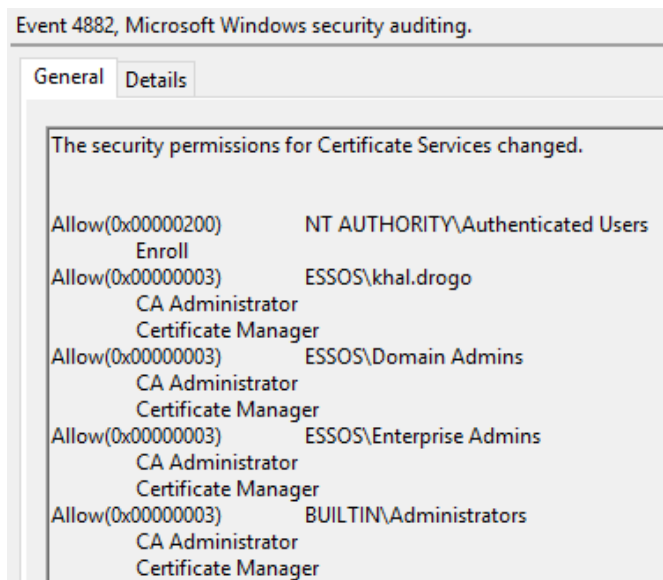 Event 4882, Microsoft Windows security auditing.
General Details
The security permissions for Certificate Services changed.
Allow(0x00000200) NT AUTHORITY\Authenticated Users
Enroll
Allow(0x00000003) ESSOS\khal.drogo
CA Administrator
Certificate Manager
Allow(0x00000003) ESSOS\Domain Admins
CA Administrator
Certificate Manager
Allow(0x00000003) ESSOS\Enterprise Admins
CA Administrator
Certificate Manager
Allow(0x00000003) BUILTIN\Administrators
CA Administrator
Certificate Manager